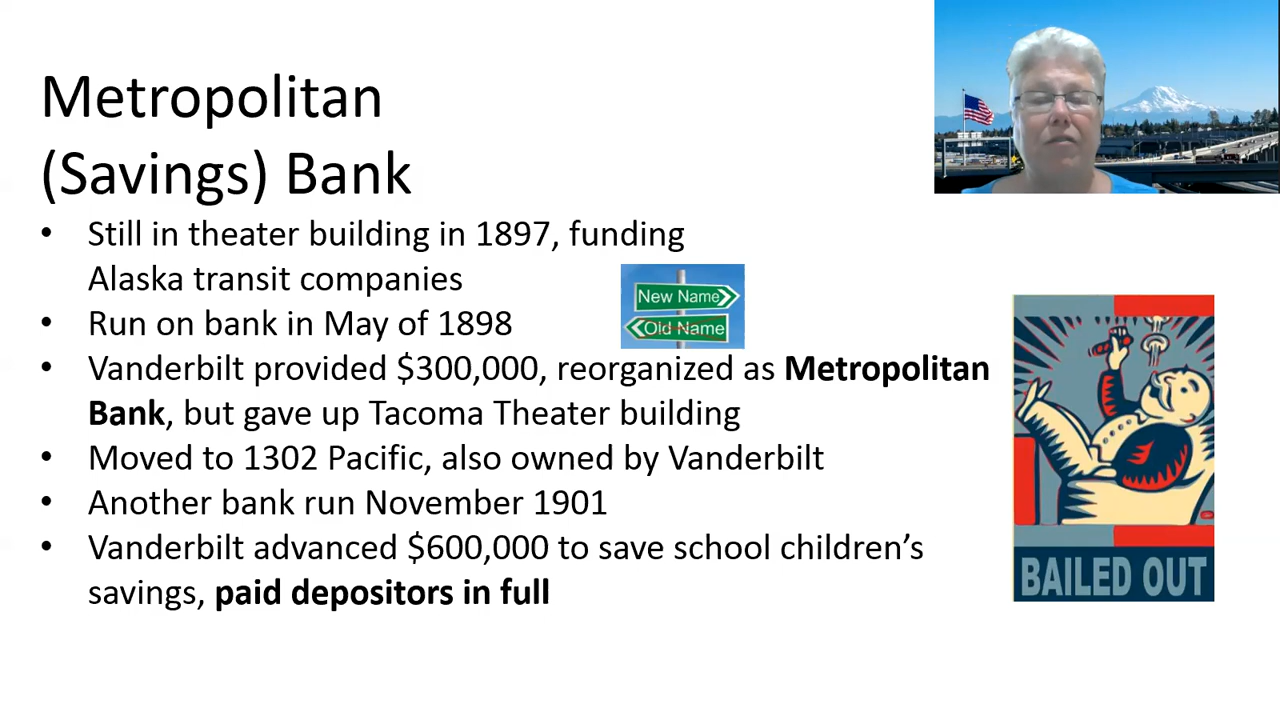 Metropolitan
(Savings) Bank
• Still in theater building in 1897, funding
Alaska transit companies
• Run on bank in May of 1898
• Vanderbilt provided $300,000, reorganized as Metropolitan
Bank, but gave up Tacoma Theater building
• Moved to 1302 Pacific, also owned by Vanderbilt
• Another bank run November 1901
• Vanderbilt advanced $600,000 to save school children’s
savings, paid depositors in full
New Name
Old Name
BAILED OUT